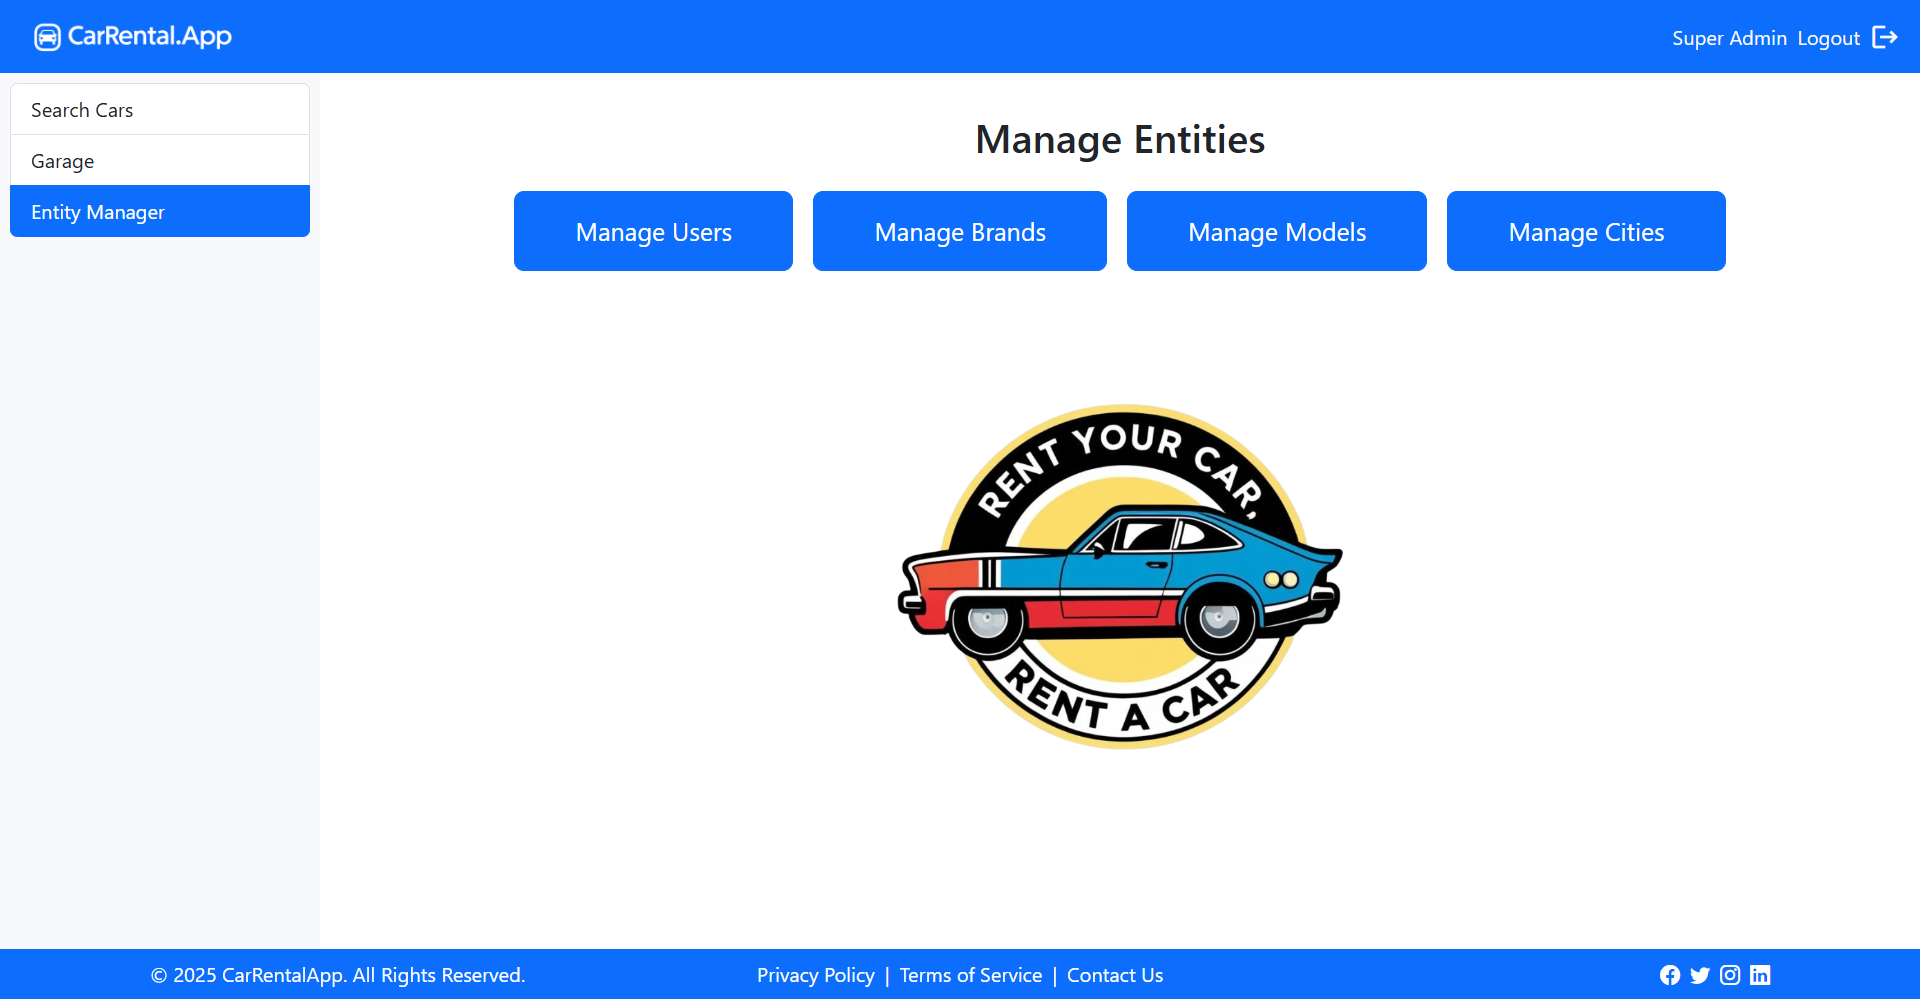 CarRental.App
Super Admin Logout
Search Cars
Garage
Entity Manager
Manage Entities
Manage Users
Manage Brands
Manage Models
Manage Cities
RENT YOUR CAR,
RENT A CAR
© 2025 CarRentalApp. All Rights Reserved.
Privacy Policy | Terms of Service | Contact Us